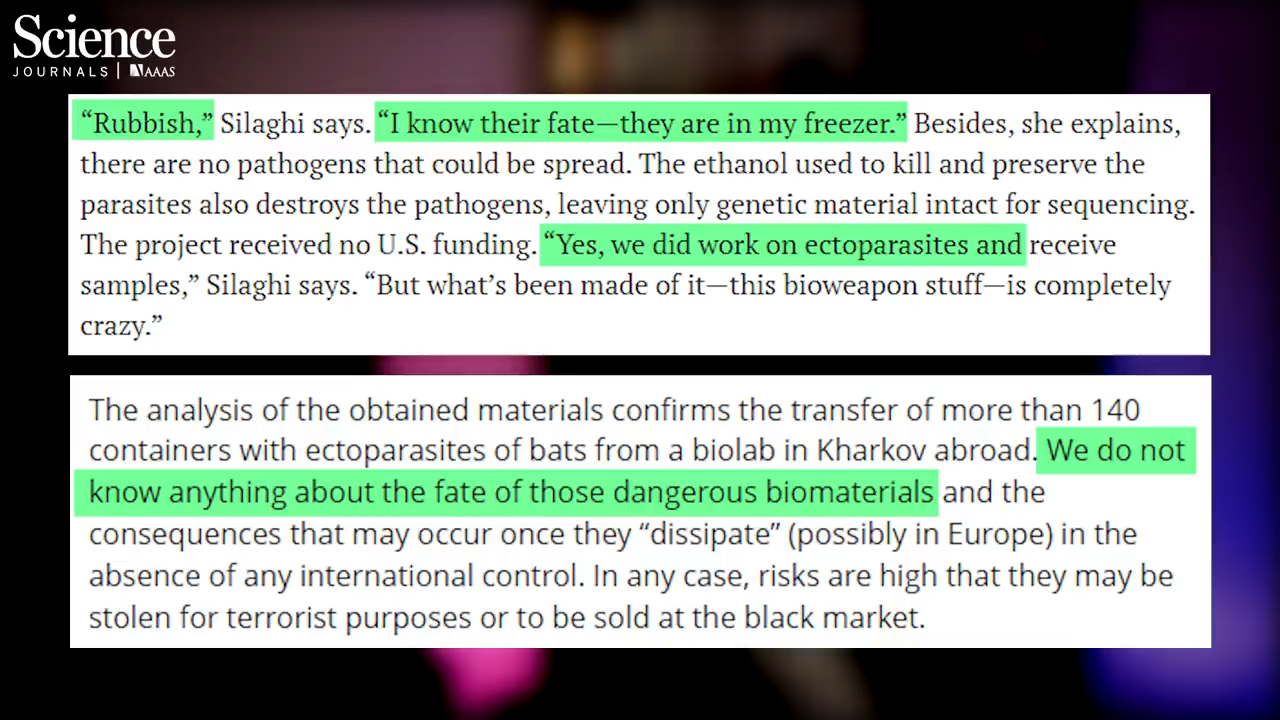 Science
JOURNALS | AAAS
“Rubbish,” Silaghi says. “I know their fate—they are in my freezer.” Besides, she explains,
there are no pathogens that could be spread. The ethanol used to kill and preserve the
parasites also destroys the pathogens, leaving only genetic material intact for sequencing.
The project received no U.S. funding. “Yes, we did work on ectoparasites and receive
samples,” Silaghi says. “But what’s been made of it—this bioweapon stuff—is completely
crazy.”
The analysis of the obtained materials confirms the transfer of more than 140
containers with ectoparasites of bats from a biolab in Kharkov abroad. We do not
know anything about the fate of those dangerous biomaterials and the
consequences that may occur once they “dissipate” (possibly in Europe) in the
absence of any international control. In any case, risks are high that they may be
stolen for terrorist purposes or to be sold at the black market.